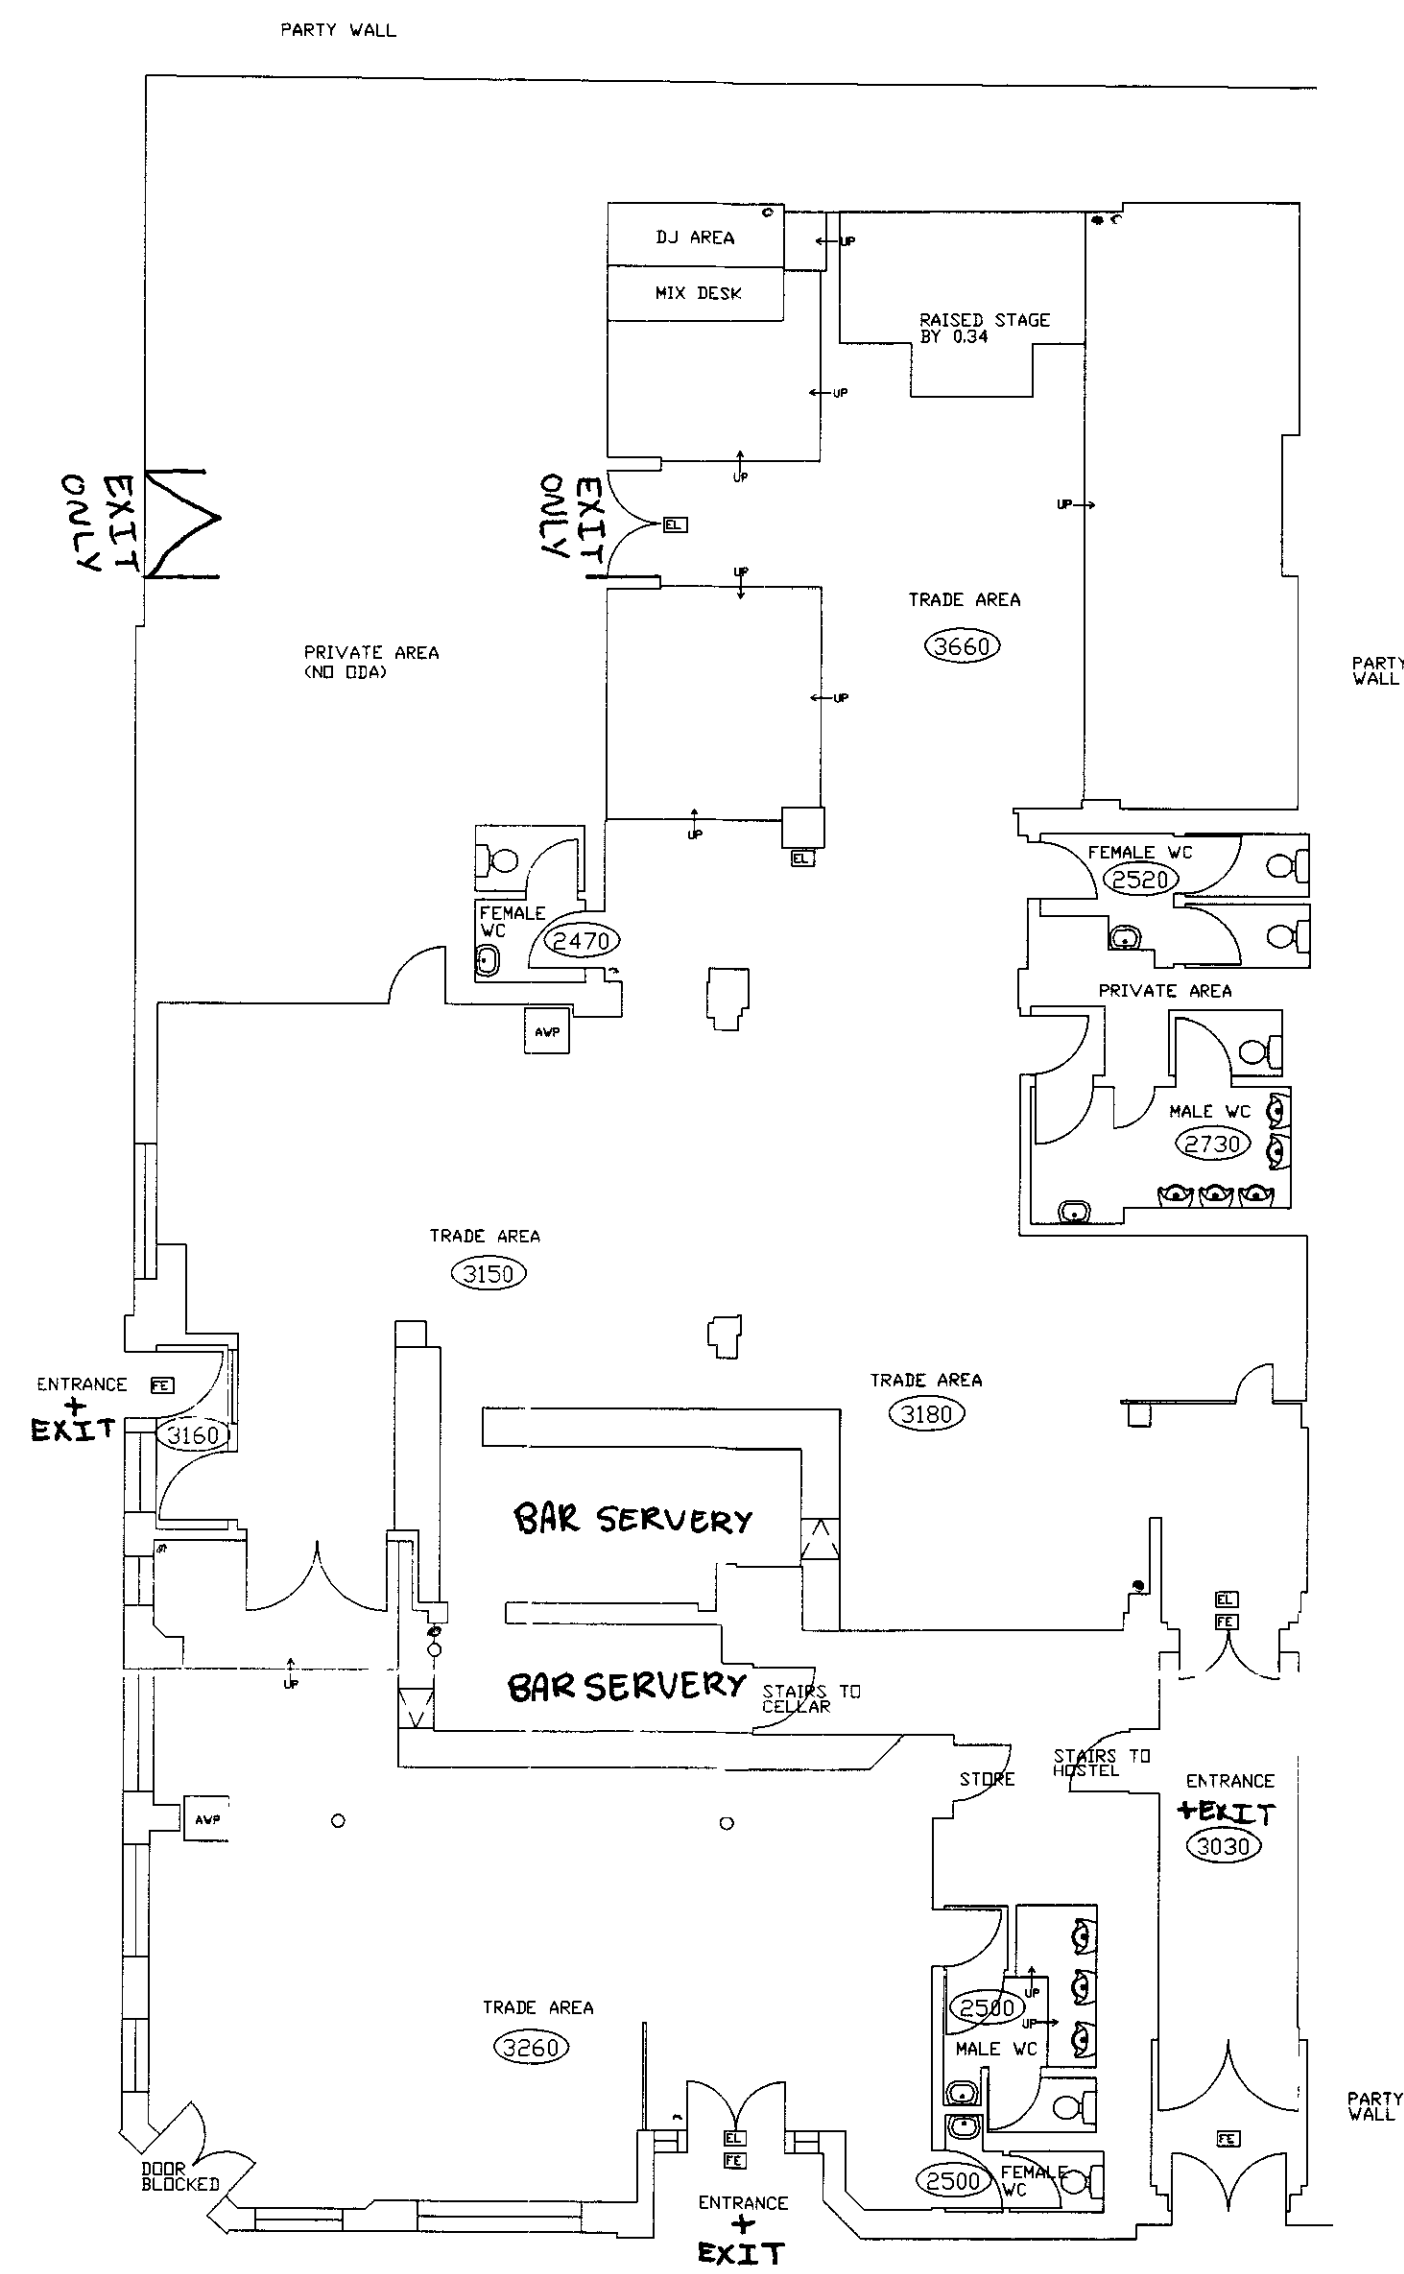 PARTY WALL
DJ AREA
UP
MIX DESK
RAISED STAGE
BY 0.34
UP
UP
EXIT
ONLY
EXIT
ONLY
UP
EL
UP
TRADE AREA
3660
PRIVATE AREA
(NO ODA)
PARTY
WALL
UP
UP
EL
FEMALE WC
2520
FEMALE
WC
2470
PRIVATE AREA
AWP
MALE WC
2730
TRADE AREA
3150
ENTRANCE
+
EXIT
FE
3160
TRADE AREA
3180
BAR SERVERY
EL
FE
UP
BAR SERVERY
STAIRS TO
CELLAR
STORE
STAIRS TO
HOSTEL
ENTRANCE
+EXIT
3030
AWP
TRADE AREA
3260
2500
UP
UP
MALE WC
PARTY
WALL
EL
FE
FE
DOOR
BLOCKED
2500
FEMALE
WC
ENTRANCE
+
EXIT